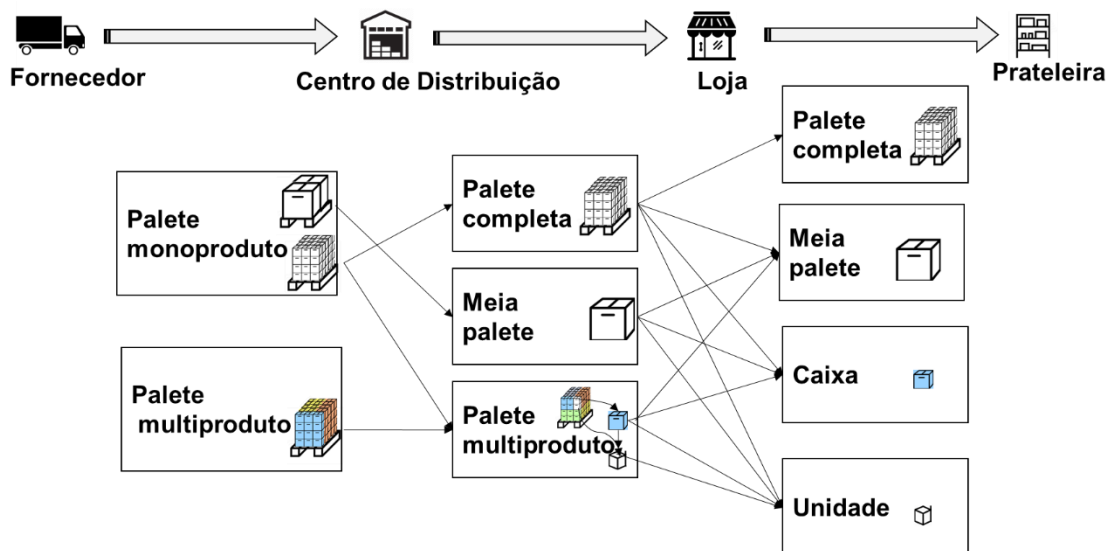 Fornecedor
Centro de Distribuição
Loja
Prateleira
Palete
monoproduto
Palete
multiproduto
Palete
completa
Meia
palete
Palete
multiproduto
Palete
completa
Meia
palete
Caixa
Unidade